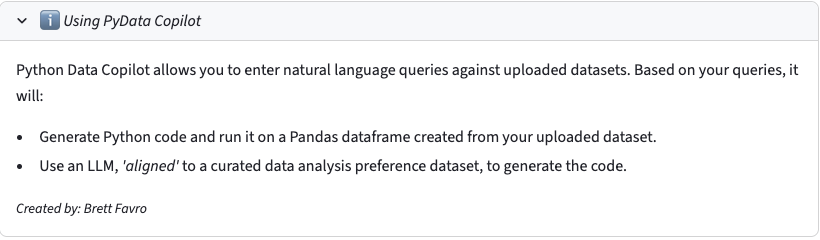 Using PyData Copilot
Python Data Copilot allows you to enter natural language queries against uploaded datasets. Based on your queries, it
will:
• Generate Python code and run it on a Pandas dataframe created from your uploaded dataset.
• Use an LLM, 'aligned' to a curated data analysis preference dataset, to generate the code.
Created by: Brett Favro